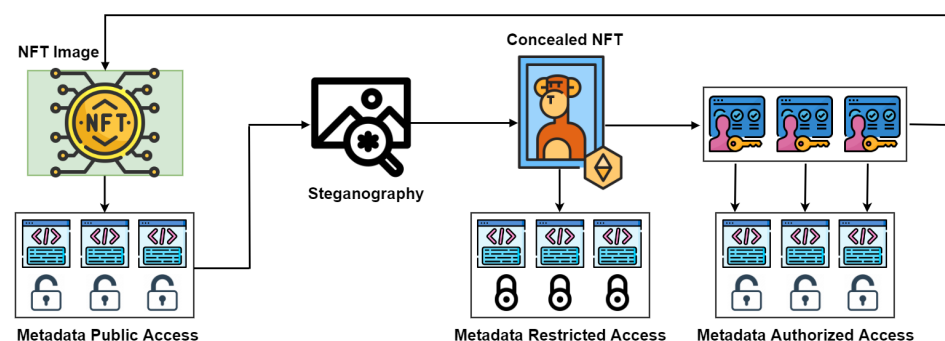 NFT Image
NFT
Steganography
Concealed NFT
T
</>
</>
</>
</>
</>
</>
</>
</>
</>
Metadata Public Access
Metadata Restricted Access
Metadata Authorized Access